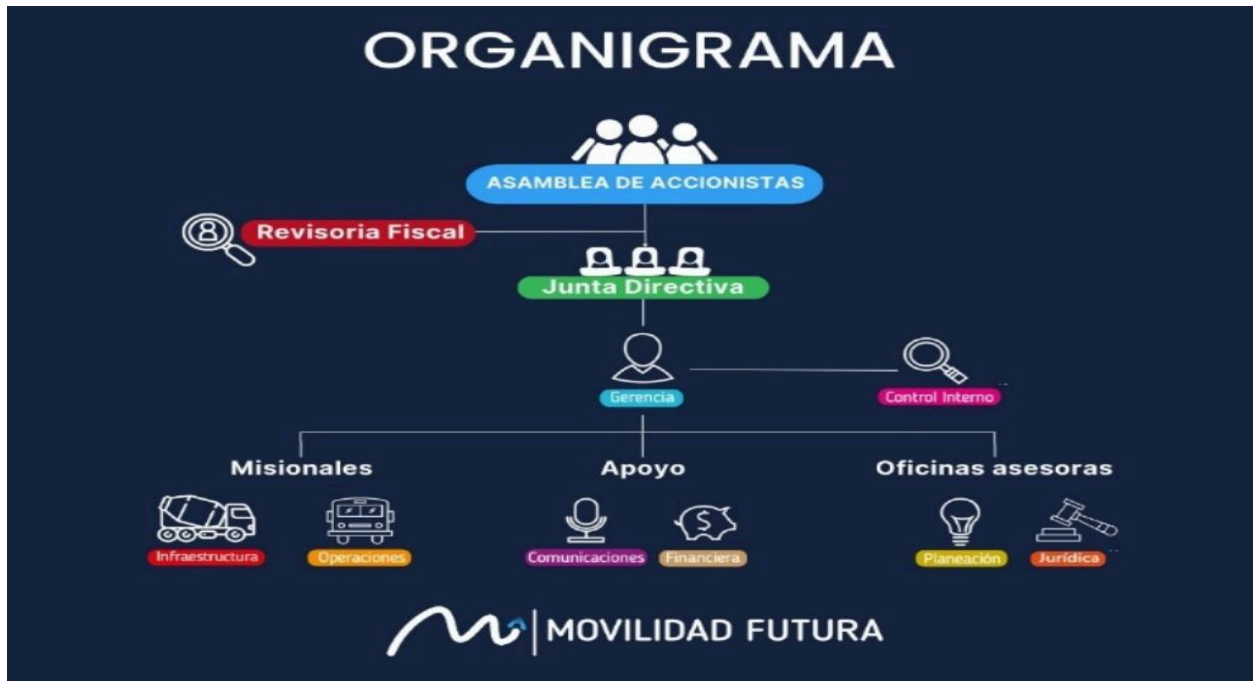 ORGANIGRAMA
ASAMBLEA DE ACCIONISTAS
Revisoria Fiscal
Junta Directiva
Gerencia
Control Interno
Misionales
Apoyo
Oficinas asesoras
Infraestructura
Operaciones
Comunicaciones
Financiera
Planeación
Jurídica
MOVILIDAD FUTURA